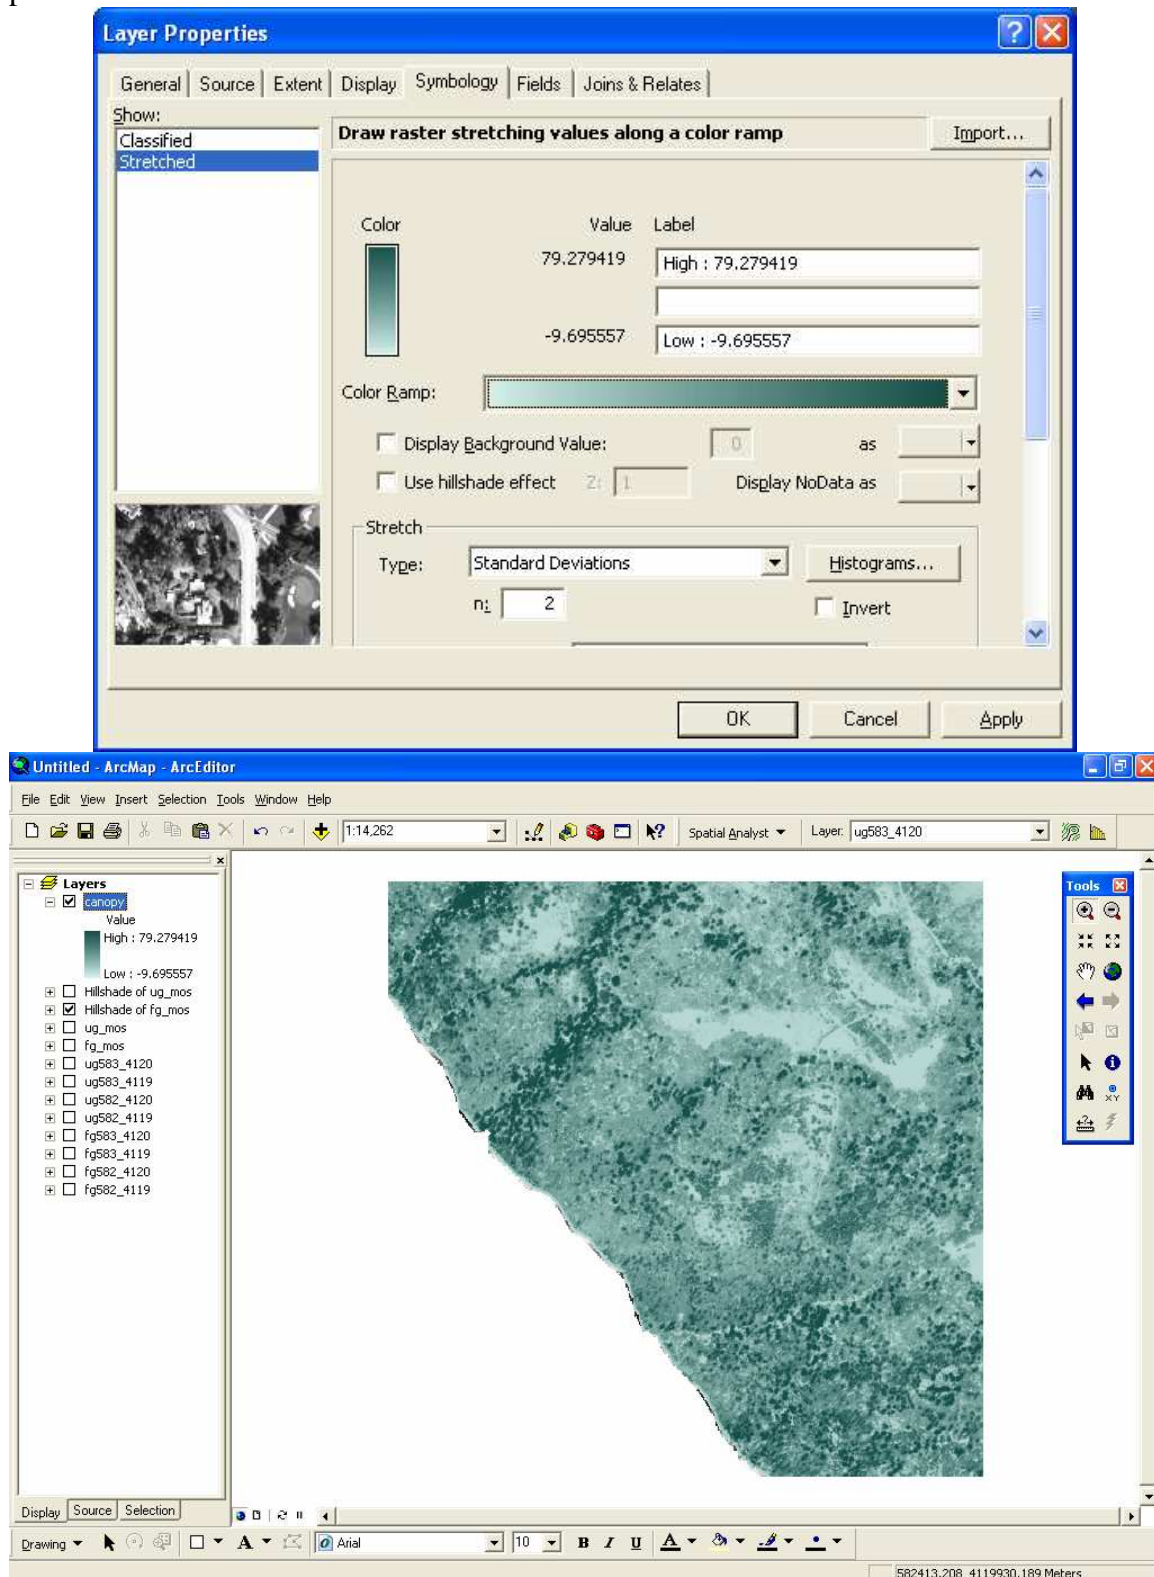 Layer Properties
General Source Extent Display Symbology Fields Joins & Relates
Show:
Classified
Stretched
Draw raster stretching values along a color ramp
Import...
Color Value Label
79.279419 High : 79.279419
-9.695557 Low : -9.695557
Color Ramp:
Display Background Value: 0 as
Use hillshade effect Z: 1 Display NoData as
Stretch
Type: Standard Deviations Histograms...
n: 2 Invert
OK Cancel Apply
Untitled - ArcMap - ArcEditor
File Edit View Insert Selection Tools Window Help
1:14,262 Spatial Analyst Layer: ug583_4120
Layers
canopy
Value
High : 79.279419
Low : -9.695557
Hillshade of ug_mos
Hillshade of fg_mos
ug_mos
fg_mos
ug583_4120
ug583_4119
ug582_4120
ug582_4119
fg583_4120
fg583_4119
fg582_4120
fg582_4119
Tools
XY
Display Source Selection
Drawing A Arial 10 B I U A
582413.208 4119930.189 Meters